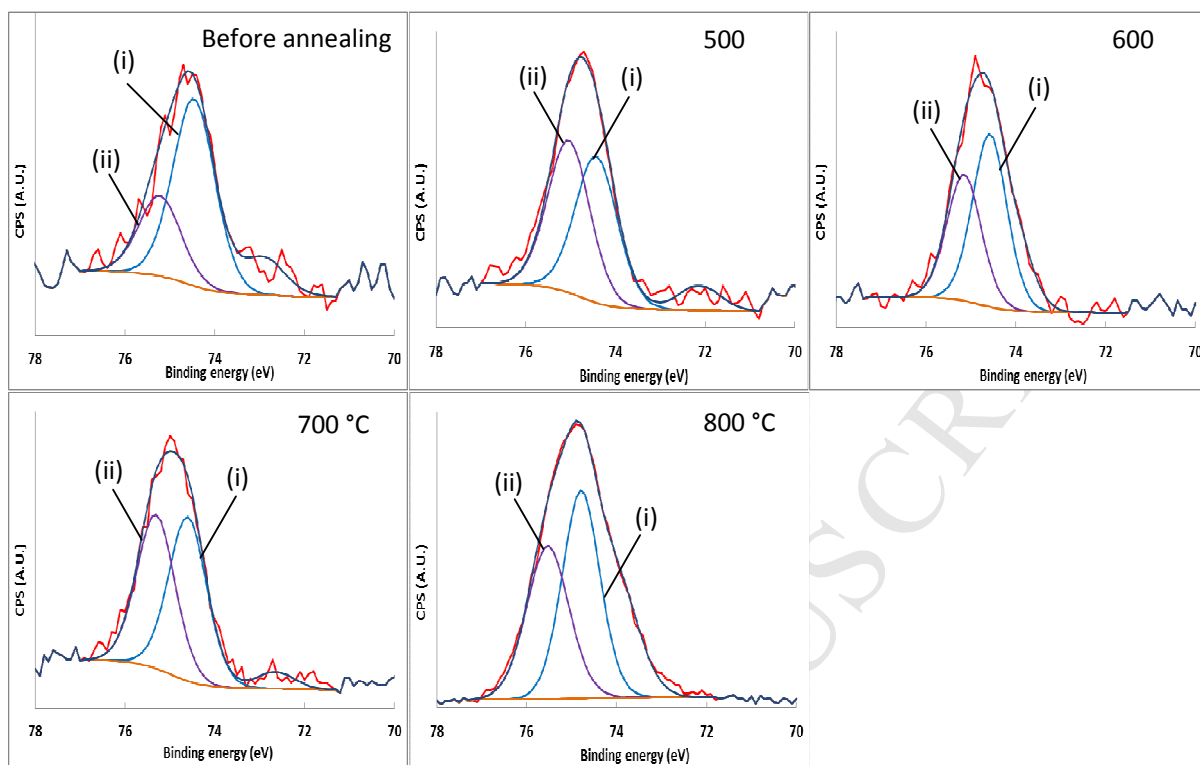 Before annealing
(i)
(ii)
CPS (A.U.)
78 76 74 72 70
Binding energy (eV)
500
(ii)
(i)
CPS (A.U.)
78 76 74 72 70
Binding energy (eV)
600
(i)
(ii)
CPS (A.U.)
78 76 74 72 70
Binding energy (eV)
700 °C
(ii)
(i)
CPS (A.U.)
78 76 74 72 70
Binding energy (eV)
800 °C
(ii)
(i)
CPS (A.U.)
78 76 74 72 70
Binding energy (eV)
USCRI